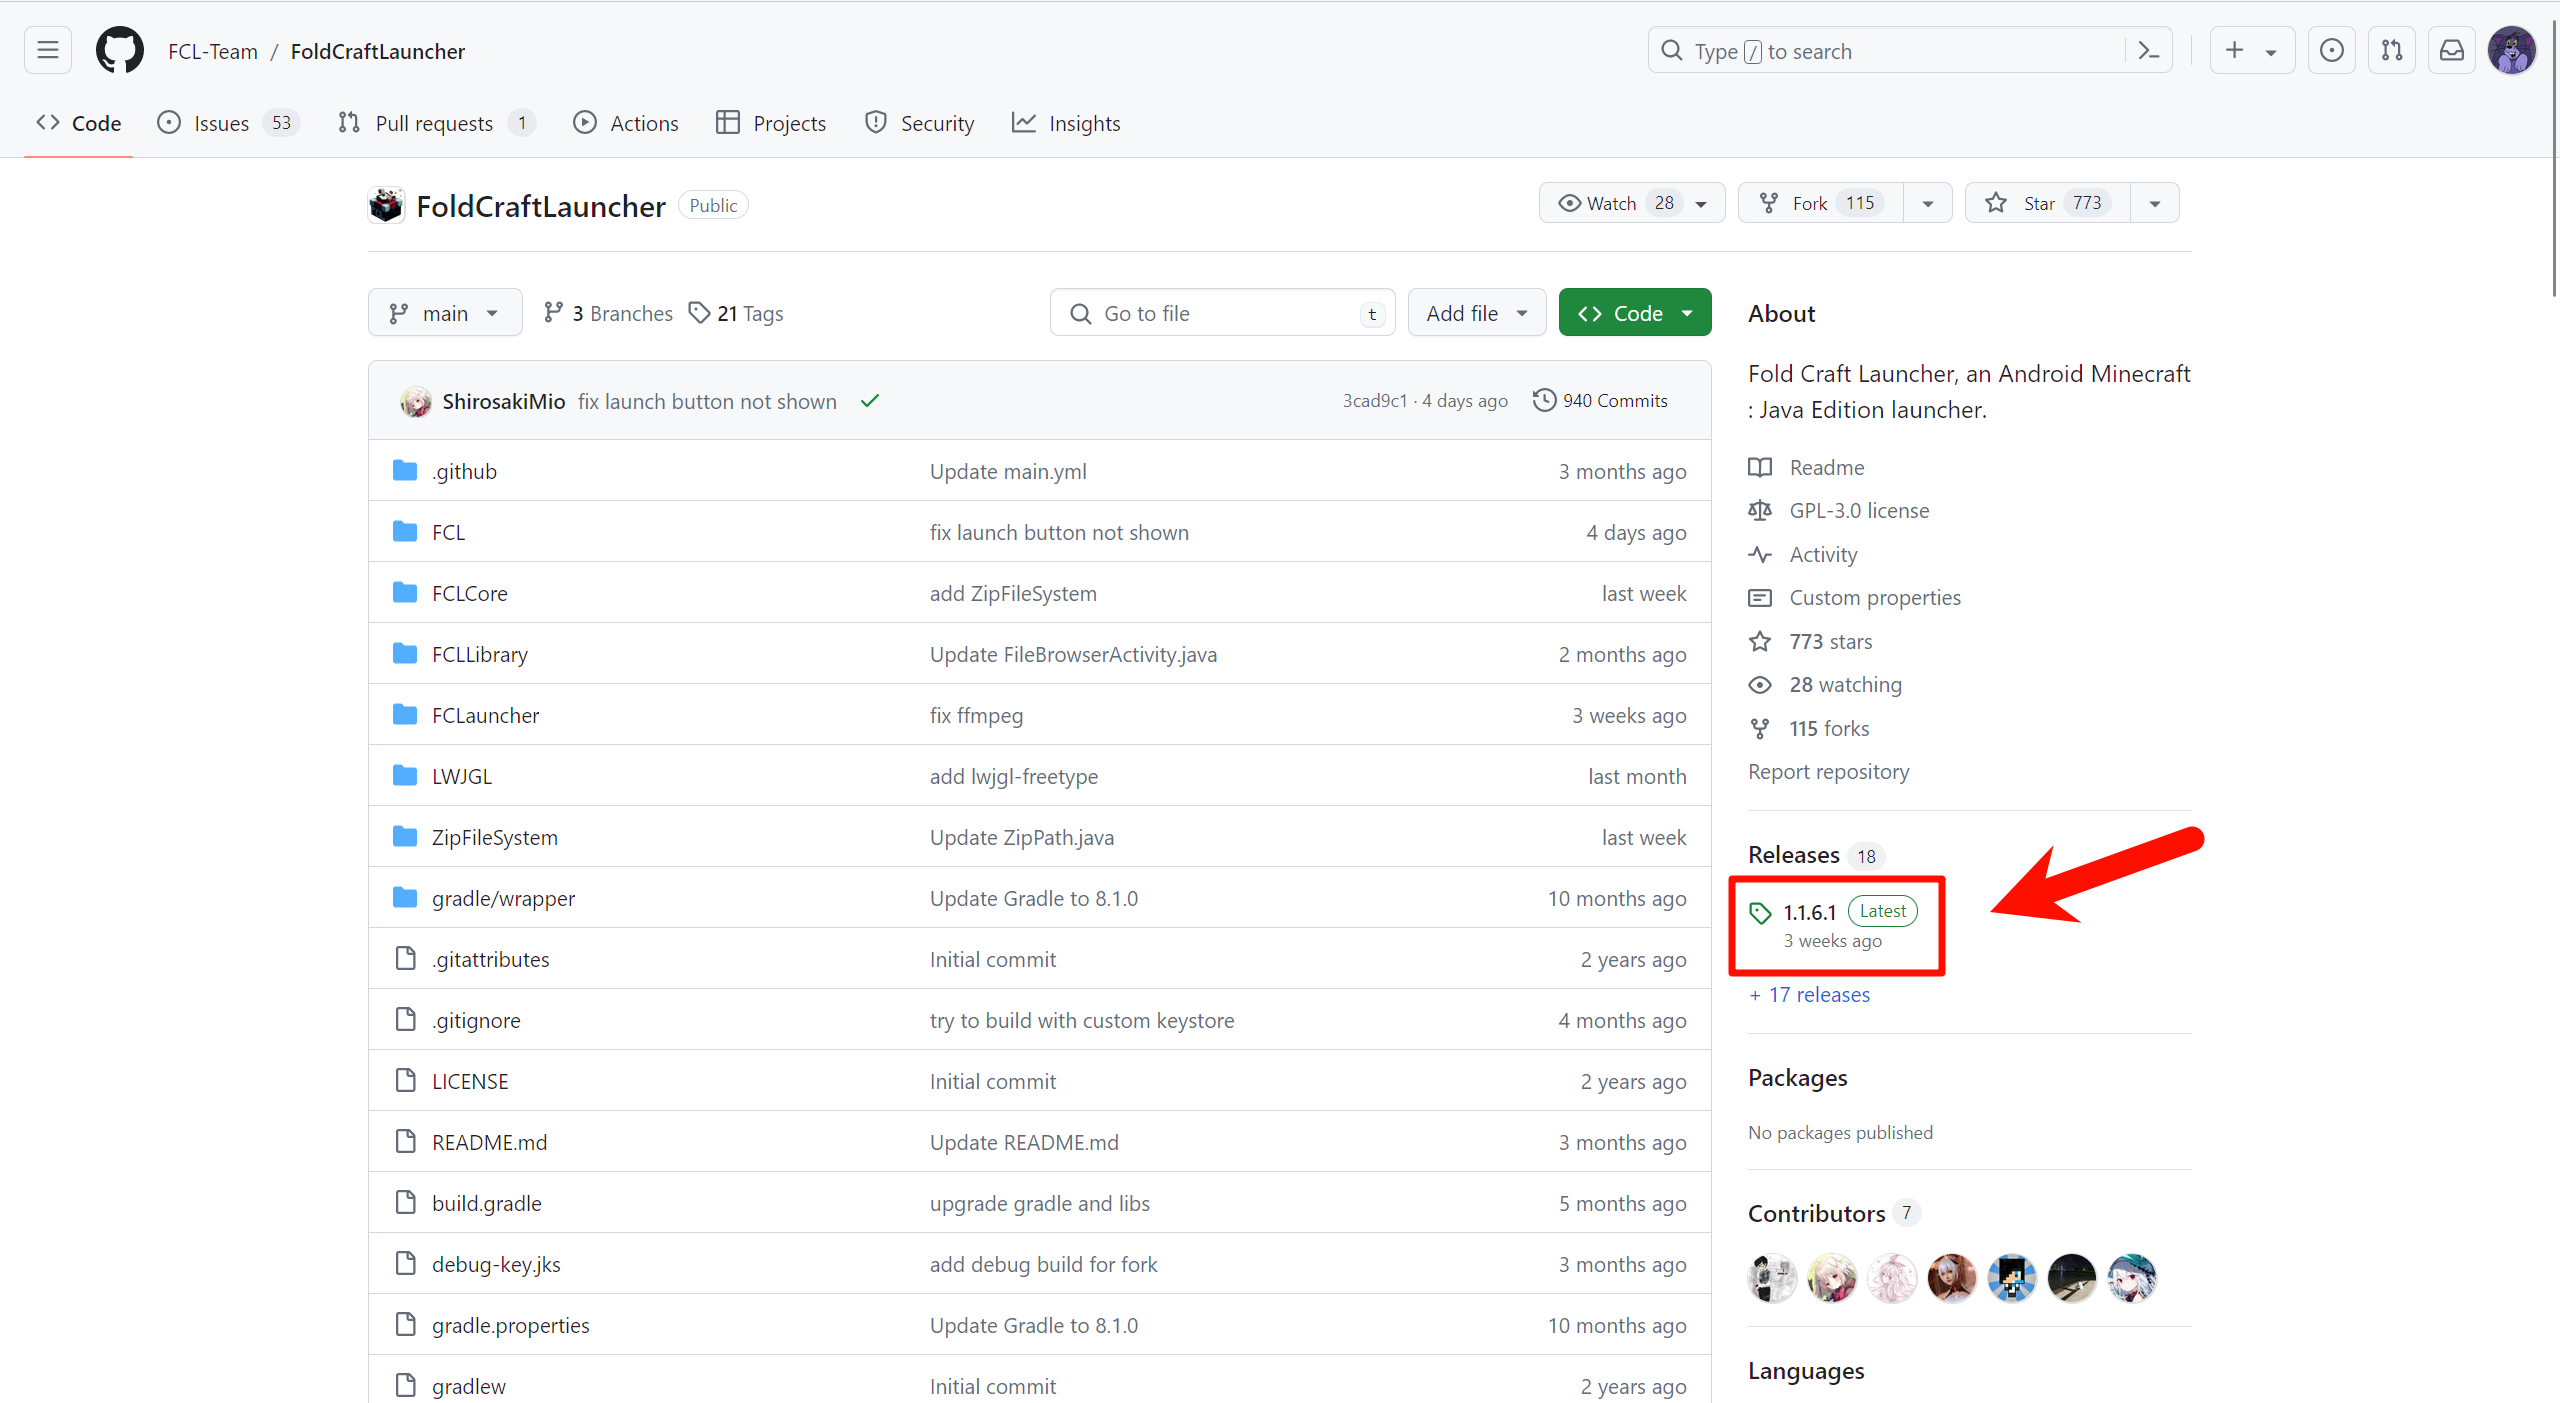 FCL-Team / FoldCraftLauncher
Type / to search
Code
Issues 53
Pull requests 1
Actions
Projects
Security
Insights
FoldCraftLauncher Public
Watch 28
Fork 115
Star 773
main
3 Branches
21 Tags
Go to file t
Add file
Code
ShirosakiMio fix launch button not shown 3cad9c1 · 4 days ago 940 Commits
.github Update main.yml 3 months ago
FCL fix launch button not shown 4 days ago
FCLCore add ZipFileSystem last week
FCLLibrary Update FileBrowserActivity.java 2 months ago
FCLauncher fix ffmpeg 3 weeks ago
LWJGL add lwjgl-freetype last month
ZipFileSystem Update ZipPath.java last week
gradle/wrapper Update Gradle to 8.1.0 10 months ago
.gitattributes Initial commit 2 years ago
.gitignore try to build with custom keystore 4 months ago
LICENSE Initial commit 2 years ago
README.md Update README.md 3 months ago
build.gradle upgrade gradle and libs 5 months ago
debug-key.jks add debug build for fork 3 months ago
gradle.properties Update Gradle to 8.1.0 10 months ago
gradlew Initial commit 2 years ago
About
Fold Craft Launcher, an Android Minecraft
: Java Edition launcher.
Readme
GPL-3.0 license
Activity
Custom properties
773 stars
28 watching
115 forks
Report repository
Releases 18
1.1.6.1 Latest
3 weeks ago
+ 17 releases
Packages
No packages published
Contributors 7
Languages